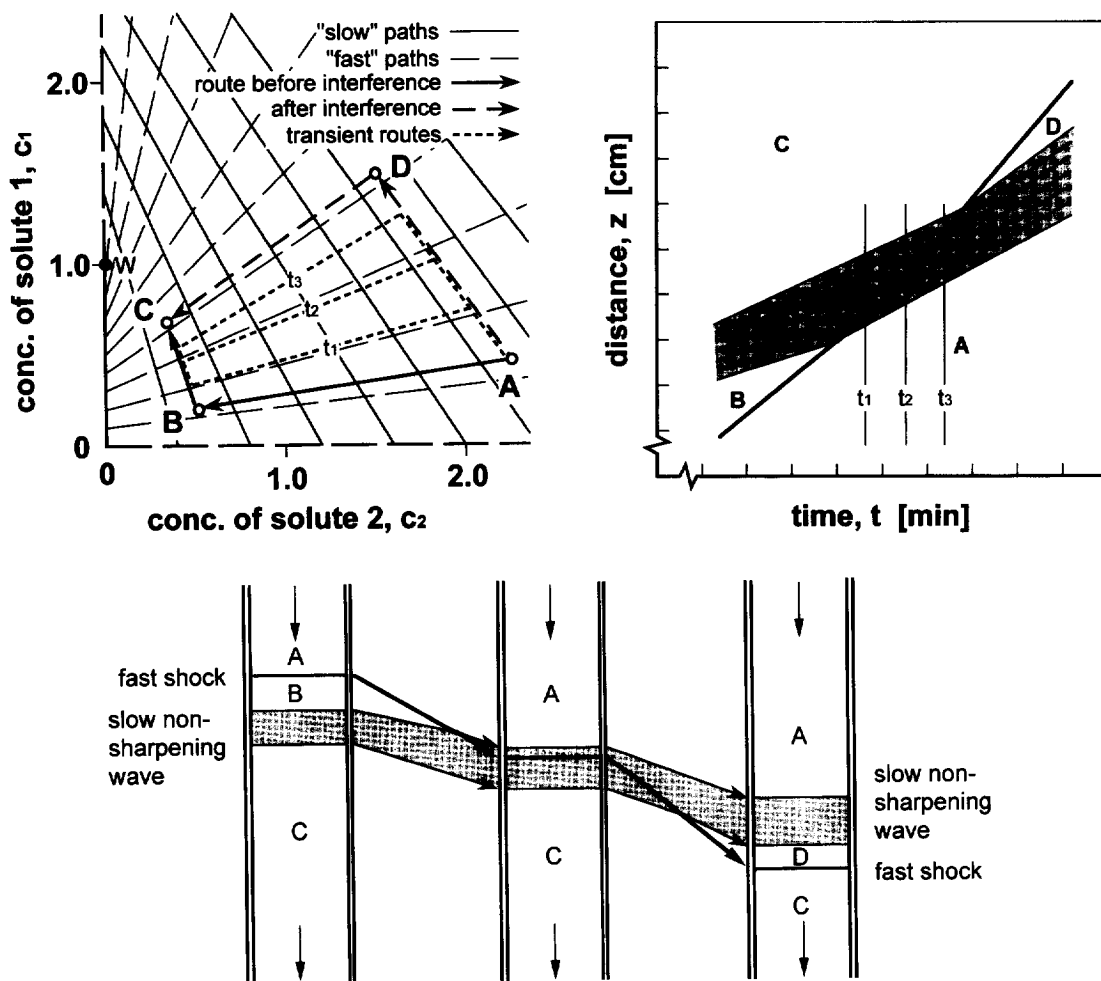 "slow" paths
"fast" paths
route before interference
after interference
transient routes
2.0
1.0
0
W
C
D
B
A
t3
t2
t1
0
1.0
2.0
conc. of solute 1, c1
conc. of solute 2, c2
C
D
B
A
t1
t2
t3
distance, z [cm]
time, t [min]
fast shock
slow non-
sharpening
wave
A
B
C
A
C
A
D
C
slow non-
sharpening
wave
fast shock